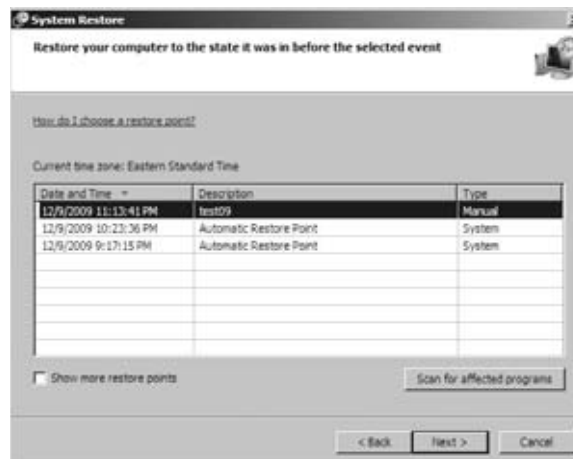 System Restore
Restore your computer to the state it was in before the selected event
How do I choose a restore point?
Current time zone: Eastern Standard Time
Date and Time Description Type
12/9/2009 11:13:41 PM test09 Manual
12/9/2009 10:23:36 PM Automatic Restore Point System
12/9/2009 9:17:15 PM Automatic Restore Point System
Show more restore points
Scan for affected programs
< Back Next > Cancel